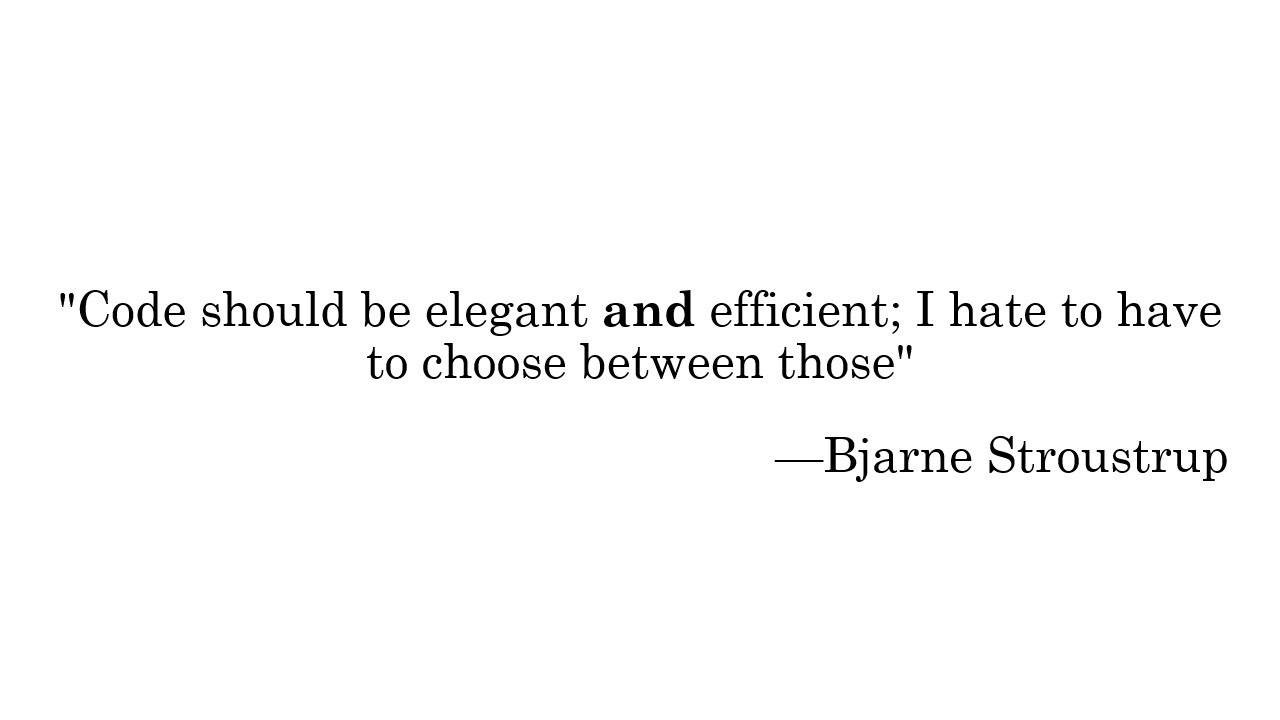 "Code should be elegant and efficient; I hate to have
to choose between those"
—Bjarne Stroustrup